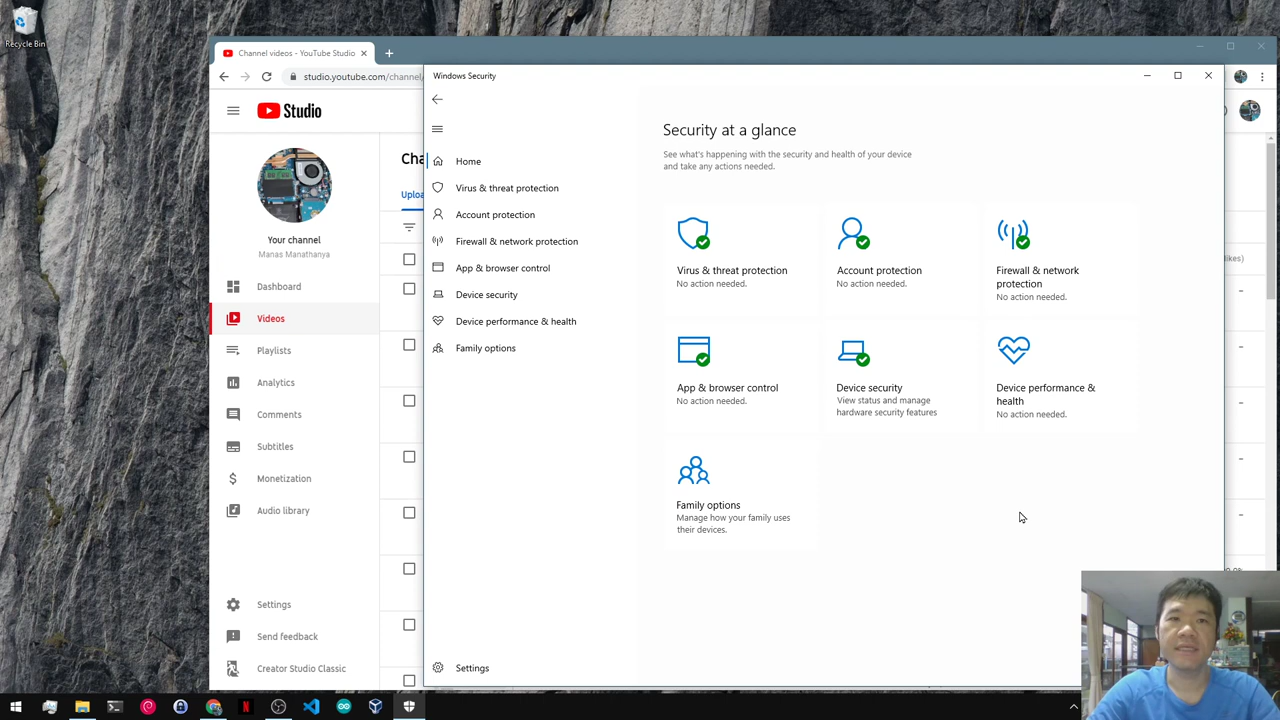 Recycle Bin
Channel videos - YouTube Studio
studio.youtube.com/channel/
Studio
Your channel
Manas Manathanya
Dashboard
Videos
Playlists
Analytics
Comments
Subtitles
Monetization
Audio library
Settings
Send feedback
Creator Studio Classic
Cha
Uploa
likes)
Windows Security
Home
Virus & threat protection
Account protection
Firewall & network protection
App & browser control
Device security
Device performance & health
Family options
Settings
Security at a glance
See what's happening with the security and health of your device
and take any actions needed.
Virus & threat protection
No action needed.
Account protection
No action needed.
Firewall & network
protection
No action needed.
App & browser control
No action needed.
Device security
View status and manage
hardware security features
Device performance &
health
No action needed.
Family options
Manage how your family uses
their devices.